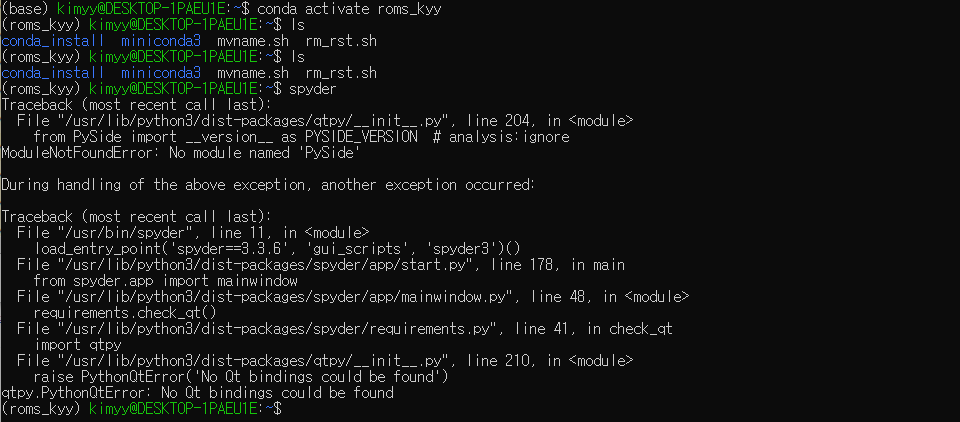 (base) kimyy@DESKTOP-1PAEU1E:~$ conda activate roms_kyy
(roms_kyy) kimyy@DESKTOP-1PAEU1E:~$ ls
conda_install  miniconda3  mvname.sh  rm_rst.sh
(roms_kyy) kimyy@DESKTOP-1PAEU1E:~$ ls
conda_install  miniconda3  mvname.sh  rm_rst.sh
(roms_kyy) kimyy@DESKTOP-1PAEU1E:~$ spyder
Traceback (most recent call last):
  File "/usr/lib/python3/dist-packages/qtpy/__init__.py", line 204, in <module>
    from PySide import __version__ as PYSIDE_VERSION  # analysis:ignore
ModuleNotFoundError: No module named 'PySide'

During handling of the above exception, another exception occurred:

Traceback (most recent call last):
  File "/usr/bin/spyder", line 11, in <module>
    load_entry_point('spyder==3.3.6', 'gui_scripts', 'spyder3')()
  File "/usr/lib/python3/dist-packages/spyder/app/start.py", line 178, in main
    from spyder.app import mainwindow
  File "/usr/lib/python3/dist-packages/spyder/app/mainwindow.py", line 48, in <module>
    requirements.check_qt()
  File "/usr/lib/python3/dist-packages/spyder/requirements.py", line 41, in check_qt
    import qtpy
  File "/usr/lib/python3/dist-packages/qtpy/__init__.py", line 210, in <module>
    raise PythonQtError('No Qt bindings could be found')
qtpy.PythonQtError: No Qt bindings could be found
(roms_kyy) kimyy@DESKTOP-1PAEU1E:~$